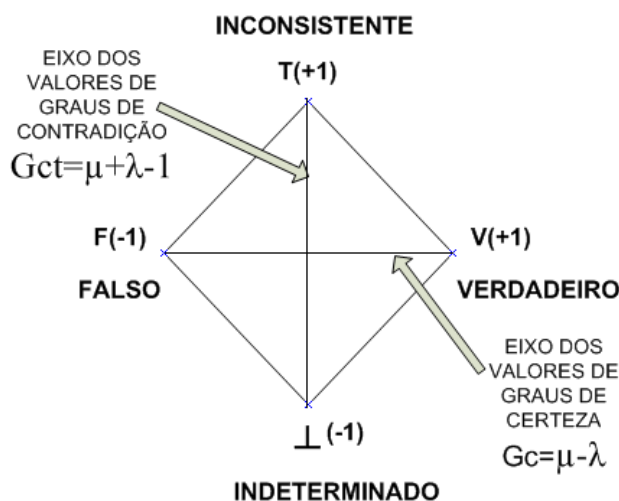 INCONSISTENTE
EIXO DOS
VALORES DE
GRAUS DE
CONTRADIÇÃO
Gct=μ+λ-1
T(+1)
F(-1)
FALSO
V(+1)
VERDADEIRO
EIXO DOS
VALORES DE
GRAUS DE
CERTEZA
Gc=μ-λ
⊥(-1)
INDETERMINADO